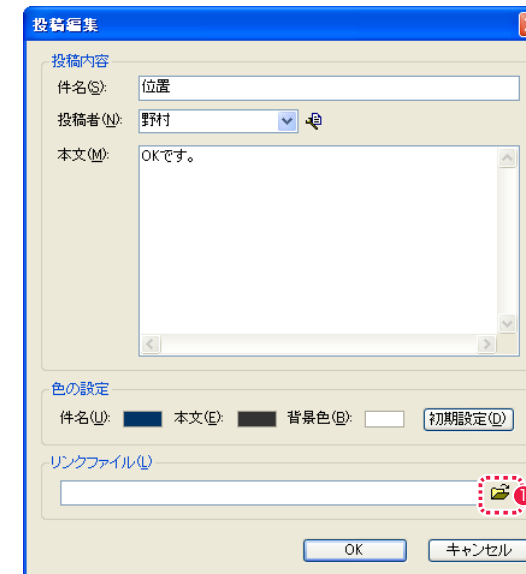 投稿編集
投稿内容
件名(S): 位置
投稿者(N): 野村
本文(M): OKです。
色の設定
件名(U): 本文(E): 背景色(B): 初期設定(D)
リンクファイル(L)
1
OK キャンセル